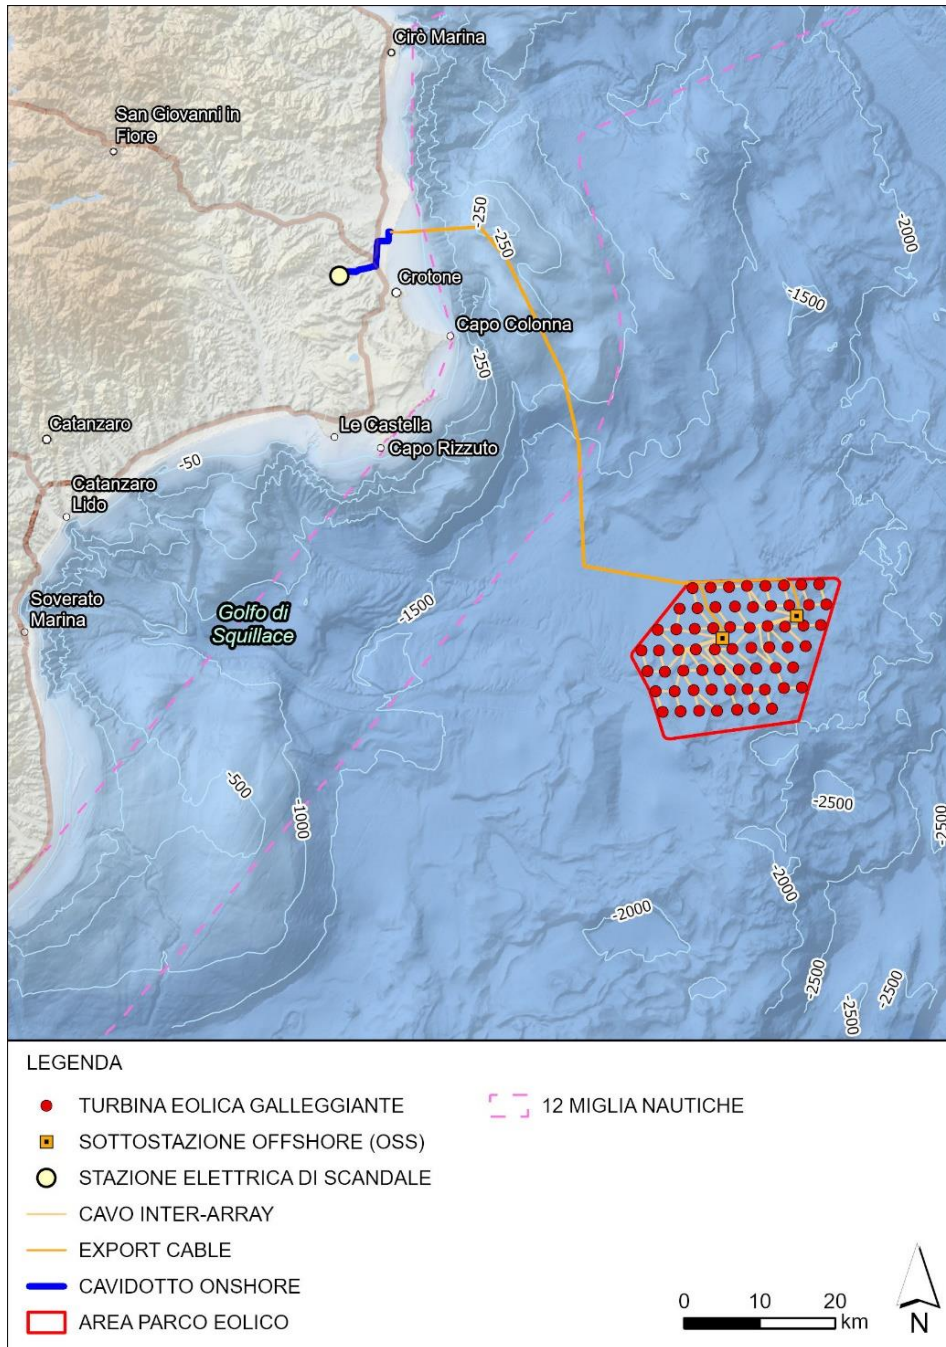 Cirò Marina
San Giovanni in
Fiore
-250
-250
-2000
Crotone
-1500
Capo Colonna
-250
Le Castella
Catanzaro
Capo Rizzuto
-50
Catanzaro
Lido
Soverato
Marina
Golfo di
Squillace
-1500
-500
-1000
-2500
-2500
-2000
-2000
-2500
-2500
-2500
LEGENDA
TURBINA EOLICA GALLEGGIANTE
12 MIGLIA NAUTICHE
SOTTOSTAZIONE OFFSHORE (OSS)
STAZIONE ELETTRICA DI SCANDALE
CAVO INTER-ARRAY
EXPORT CABLE
CAVIDOTTO ONSHORE
AREA PARCO EOLICO
0 10 20
km
N